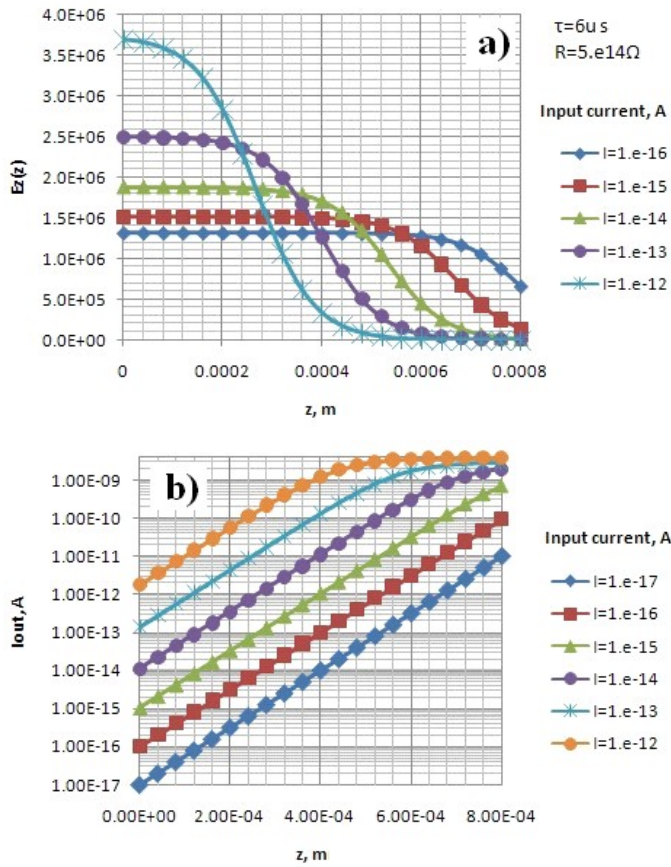 4.0E+06
3.5E+06
3.0E+06
2.5E+06
2.0E+06
1.5E+06
1.0E+06
5.0E+05
0.0E+00
Ez(z)
a)
0 0.0002 0.0004 0.0006 0.0008
z, m
τ=6u s
R=5.e14Ω
Input current, A
I=1.e-16
I=1.e-15
I=1.e-14
I=1.e-13
I=1.e-12
b)
1.00E-09
1.00E-10
1.00E-11
1.00E-12
1.00E-13
1.00E-14
1.00E-15
1.00E-16
1.00E-17
Iout, A
0.00E+00 2.00E-04 4.00E-04 6.00E-04 8.00E-04
z, m
Input current, A
I=1.e-17
I=1.e-16
I=1.e-15
I=1.e-14
I=1.e-13
I=1.e-12